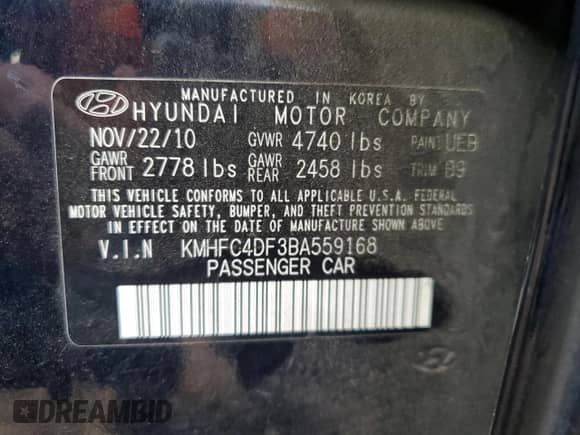 MANUFACTURED IN KOREA BY
HYUNDAI MOTOR COMPANY
NOV/22/10 GVWR 4740 lbs PAINT UEB
GAWR FRONT 2778 lbs GAWR REAR 2458 lbs TRIM B9
THIS VEHICLE CONFORMS TO ALL APPLICABLE U.S.A. FEDERAL
MOTOR VEHICLE SAFETY, BUMPER, AND THEFT PREVENTION STANDARDS
IN EFFECT ON THE DATE OF MANUFACTURE SHOWN ABOVE
V.I.N KMHFC4DF3BA559168
PASSENGER CAR
DREAMBID